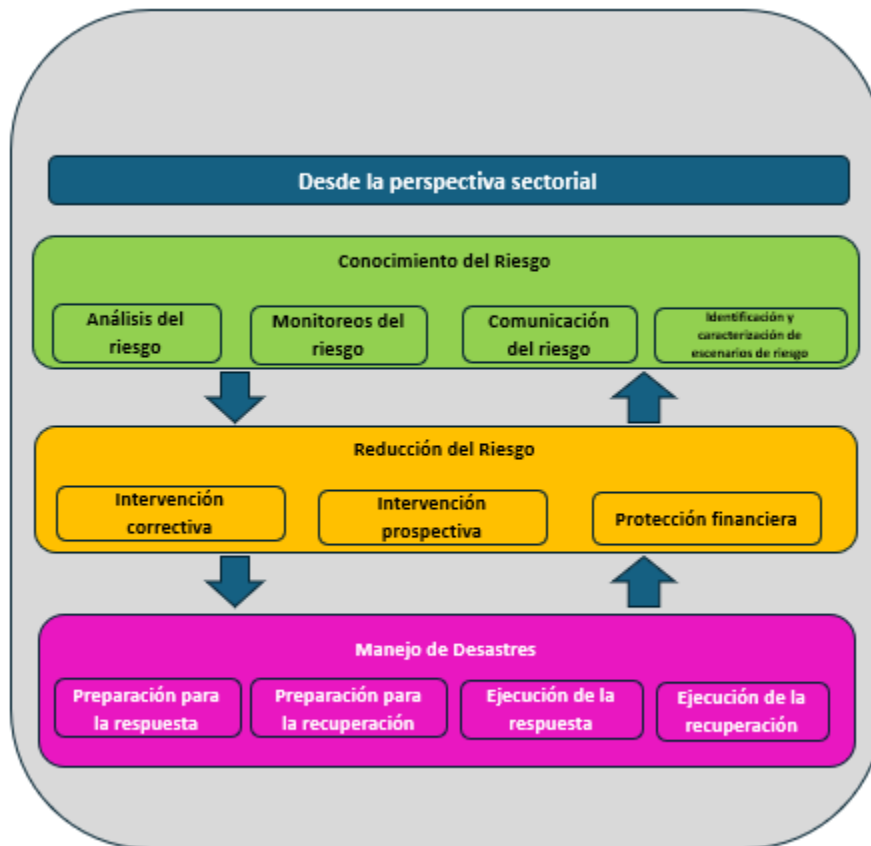 Desde la perspectiva sectorial
Conocimiento del Riesgo
Análisis del
riesgo
Monitoreos del
riesgo
Comunicación
del riesgo
Identificación y
caracterización de
escenarios de riesgo
Reducción del Riesgo
Intervención
correctiva
Intervención
prospectiva
Protección financiera
Manejo de Desastres
Preparación para
la respuesta
Preparación para
la recuperación
Ejecución de la
respuesta
Ejecución de la
recuperación